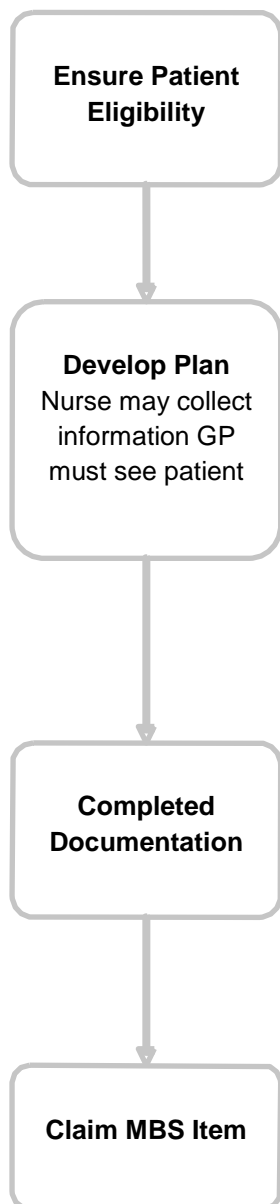 Ensure Patient
Eligibility
Develop Plan
Nurse may collect
information GP
must see patient
Completed
Documentation
Claim MBS Item